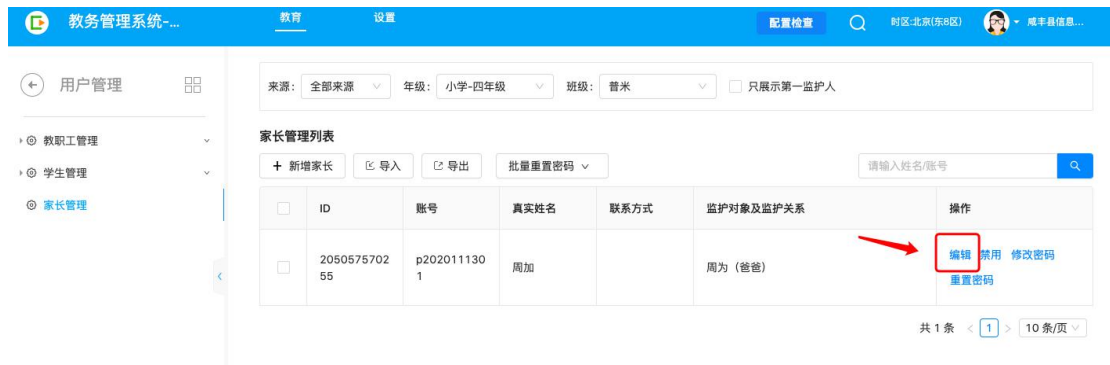 教务管理系统-...
教育
设置
配置检查
时区:北京(东8区)
咸丰县信息...
用户管理
教职工管理
学生管理
家长管理
来源: 全部来源
年级: 小学-四年级
班级: 普米
只展示第一监护人
家长管理列表
+ 新增家长
导入
导出
批量重置密码
请输入姓名/账号
ID
账号
真实姓名
联系方式
监护对象及监护关系
操作
2050575702
55
p202011130
1
周加
周为（爸爸）
编辑 禁用 修改密码
重置密码
共 1 条 < 1 > 10 条/页